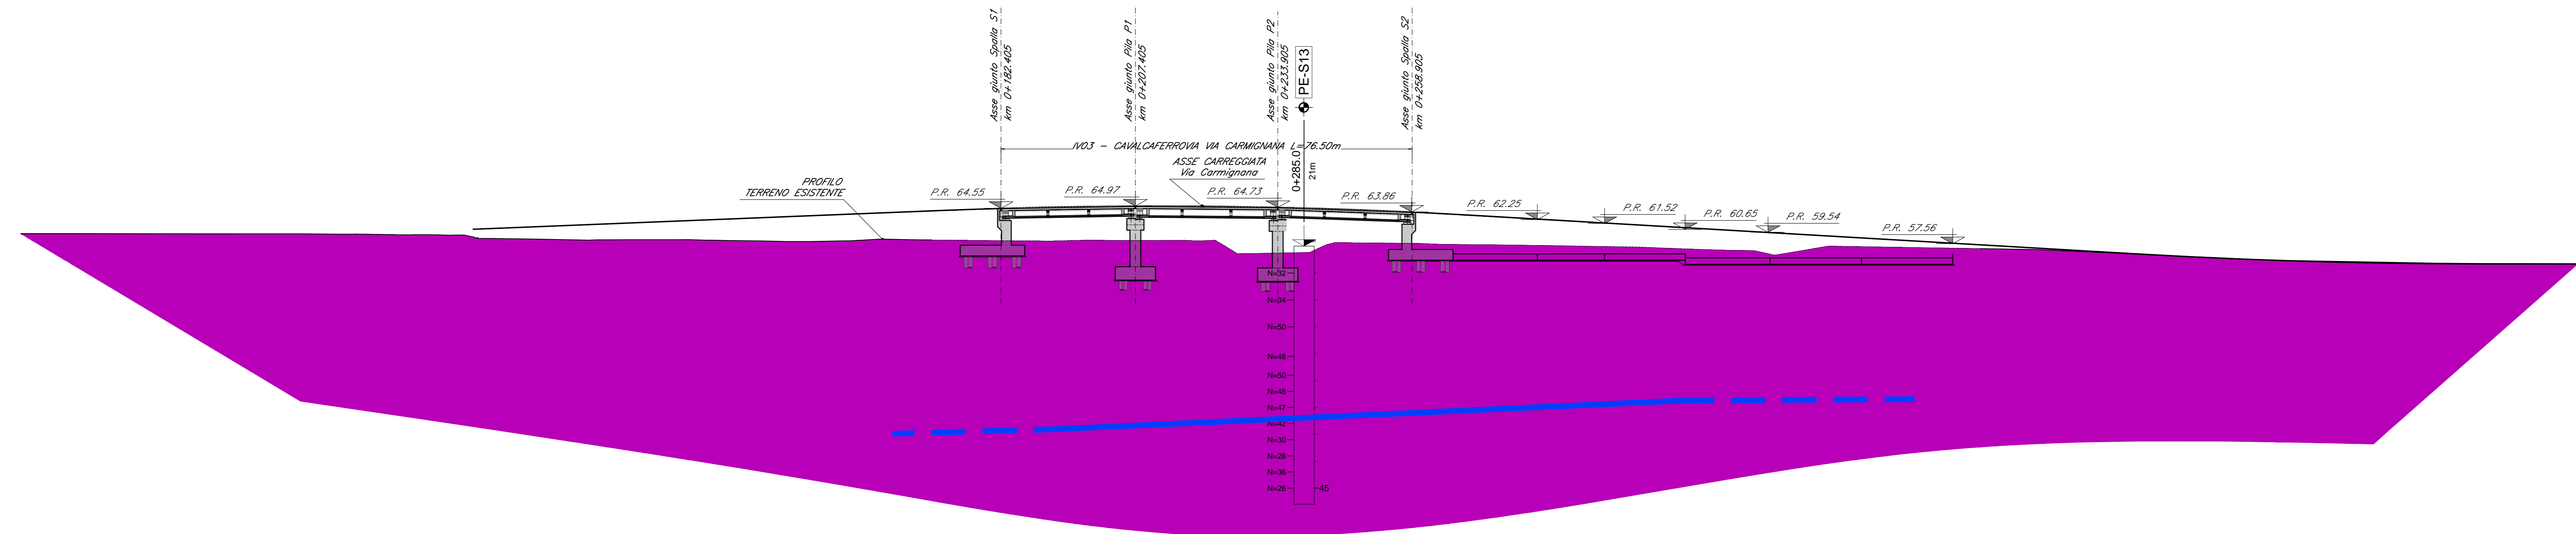 Asse giunto Spalla S1
km 0+182.405
Asse giunto Pila P1
km 0+207.405
Asse giunto Pila P2
km 0+233.905
PE-S13
Asse giunto Spalla S2
km 0+258.905
IV03 - CAVALCAFERROVIA VIA CARMIGNANA L=76.50m
ASSE CARREGGIATA
Via Carmignana
0+285.0
21m
PROFILO
TERRENO ESISTENTE
P.R. 64.55
P.R. 64.97
P.R. 64.73
P.R. 63.86
P.R. 62.25
P.R. 61.52
P.R. 60.65
P.R. 59.54
P.R. 57.56
N=32
N=34
N=50
N=48
N=50
N=48
N=47
N=42
N=30
N=28
N=36
N=26
45